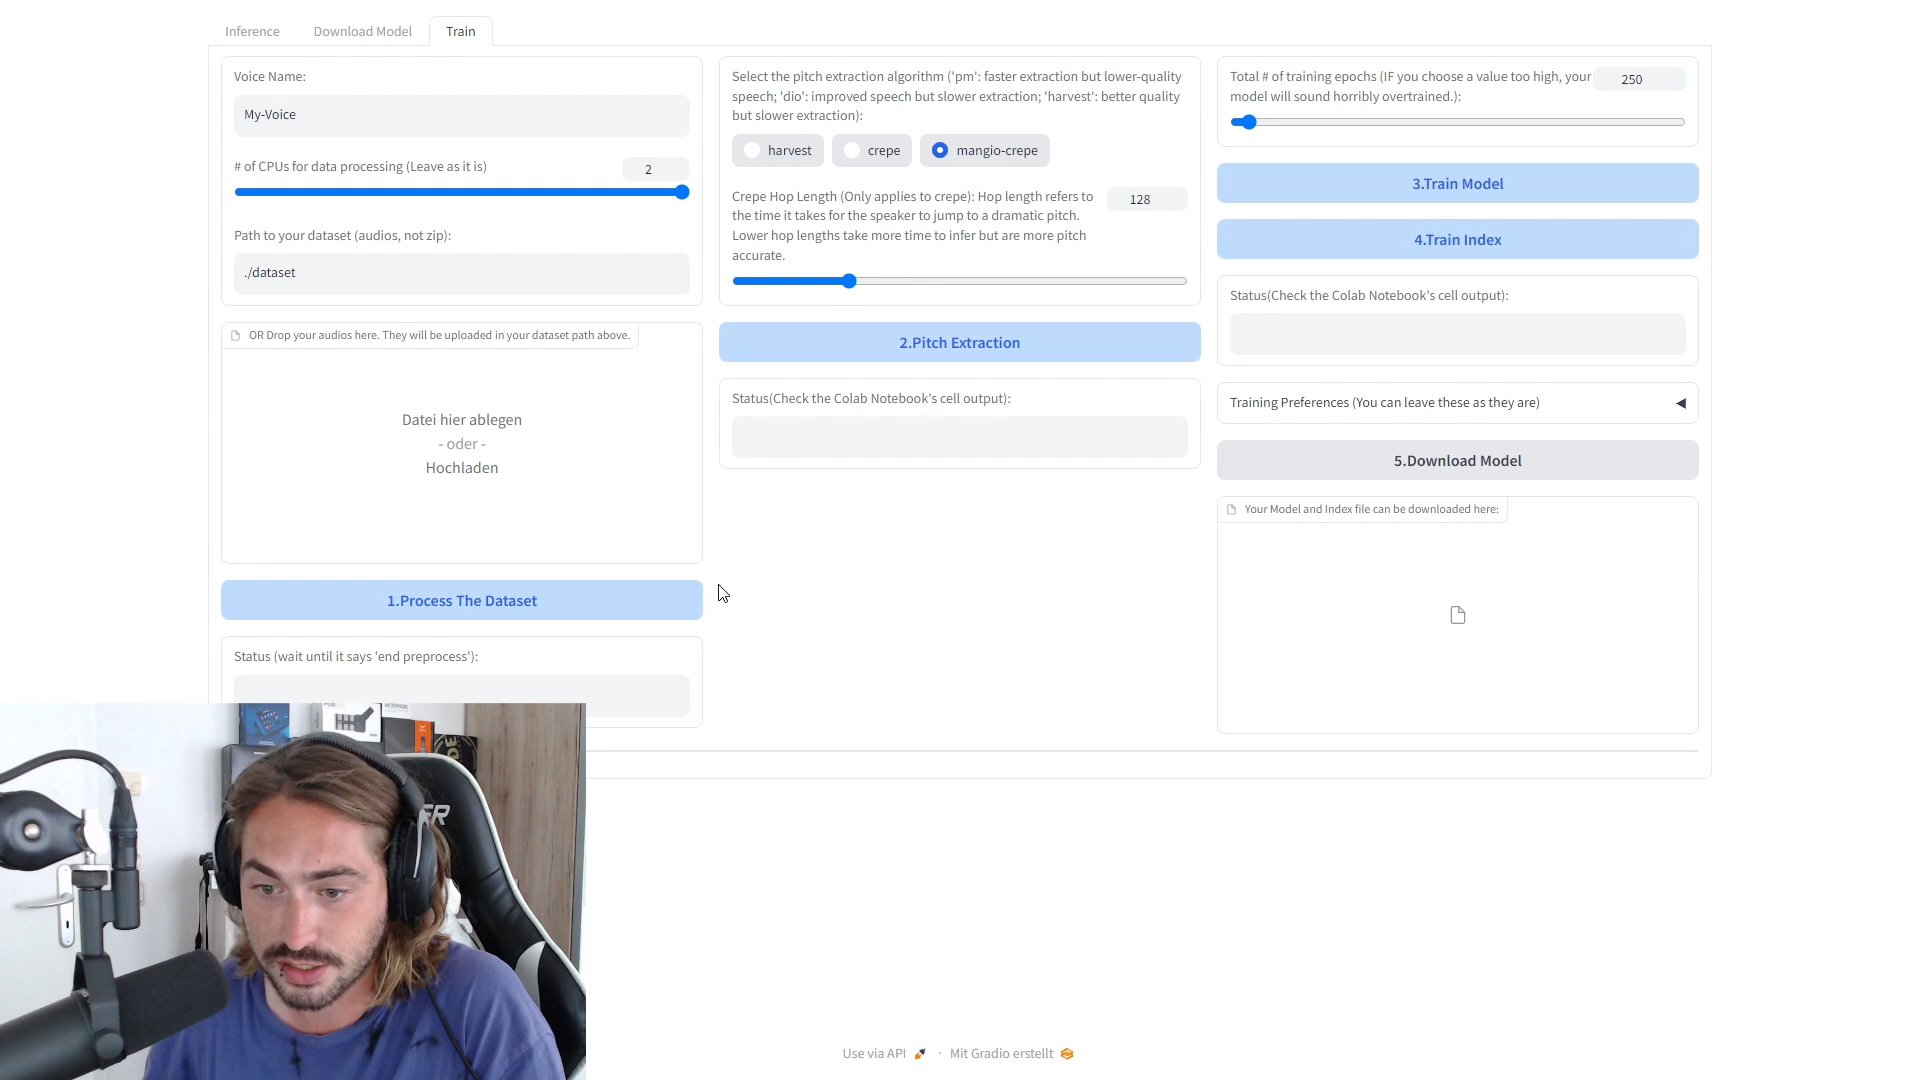 Inference
Download Model
Train
Voice Name:
My-Voice
# of CPUs for data processing (Leave as it is)
2
Path to your dataset (audios, not zip):
./dataset
OR Drop your audios here. They will be uploaded in your dataset path above.
Datei hier ablegen
- oder -
Hochladen
1.Process The Dataset
Status (wait until it says 'end preprocess'):
Select the pitch extraction algorithm ('pm': faster extraction but lower-quality
speech; 'dio': improved speech but slower extraction; 'harvest': better quality
but slower extraction):
harvest
crepe
mangio-crepe
Crepe Hop Length (Only applies to crepe): Hop length refers to
the time it takes for the speaker to jump to a dramatic pitch.
Lower hop lengths take more time to infer but are more pitch
accurate.
128
2.Pitch Extraction
Status(Check the Colab Notebook's cell output):
Total # of training epochs (IF you choose a value too high, your
model will sound horribly overtrained.):
250
3.Train Model
4.Train Index
Status(Check the Colab Notebook's cell output):
Training Preferences (You can leave these as they are)
5.Download Model
Your Model and Index file can be downloaded here:
Use via API
·
Mit Gradio erstellt